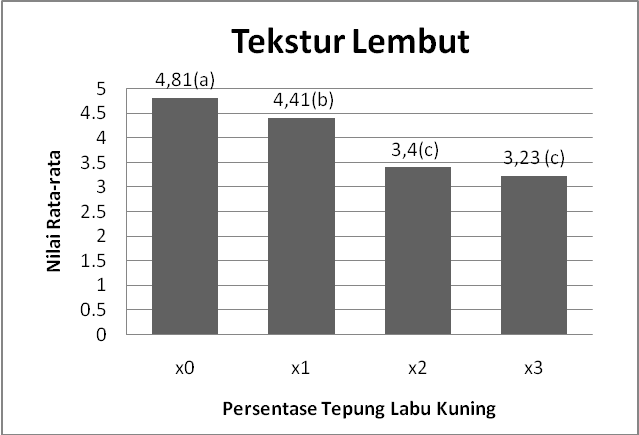 Tekstur Lembut
4,81(a)
4,41(b)
3,4(c)
3,23 (c)
5
4.5
4
3.5
3
2.5
2
1.5
1
0.5
0
Nilai Rata-rata
x0 x1 x2 x3
Persentase Tepung Labu Kuning